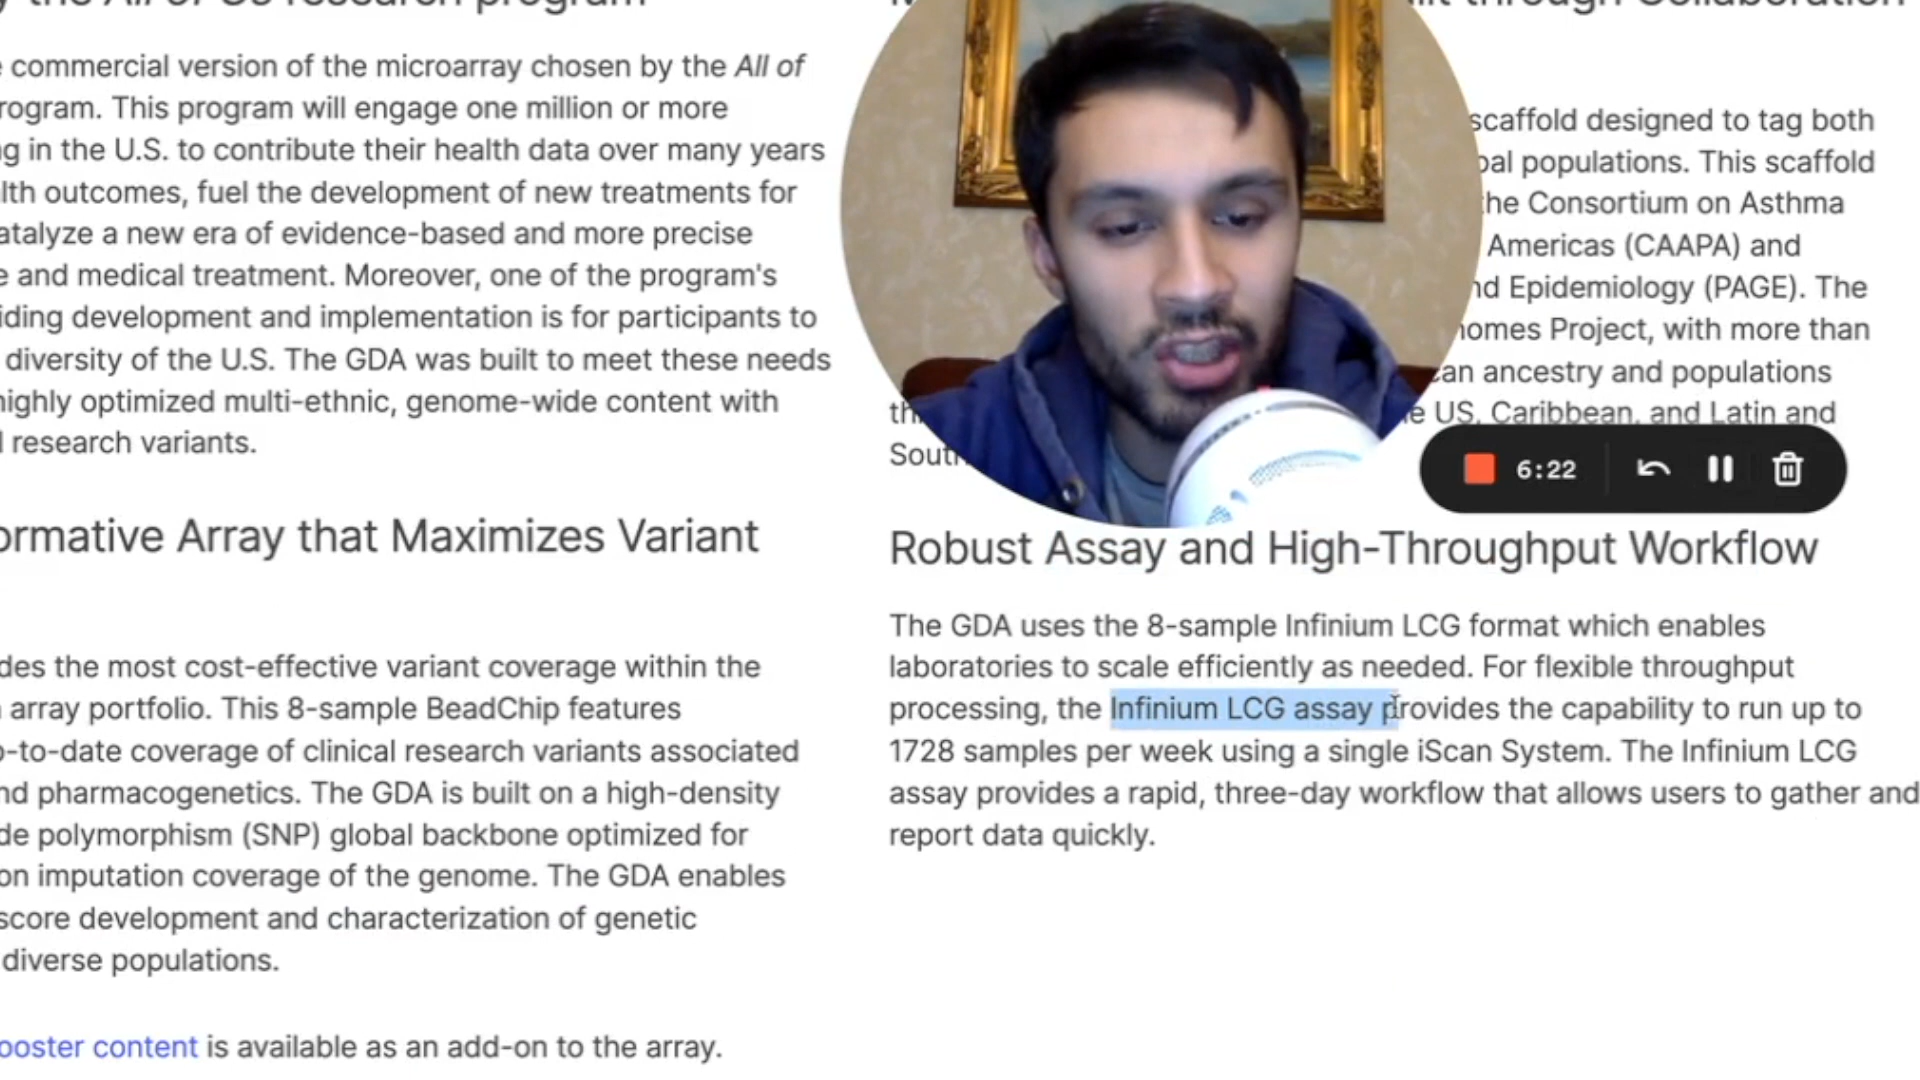 the All of Us research program
commercial version of the microarray chosen by the All of
rogram. This program will engage one million or more
g in the U.S. to contribute their health data over many years
lth outcomes, fuel the development of new treatments for
atalyze a new era of evidence-based and more precise
e and medical treatment. Moreover, one of the program's
iding development and implementation is for participants to
diversity of the U.S. The GDA was built to meet these needs
highly optimized multi-ethnic, genome-wide content with
l research variants.
ormative Array that Maximizes Variant
des the most cost-effective variant coverage within the
array portfolio. This 8-sample BeadChip features
o-to-date coverage of clinical research variants associated
nd pharmacogenetics. The GDA is built on a high-density
de polymorphism (SNP) global backbone optimized for
on imputation coverage of the genome. The GDA enables
score development and characterization of genetic
diverse populations.
ooster content is available as an add-on to the array.
through Collaboration
scaffold designed to tag both
bal populations. This scaffold
the Consortium on Asthma
Americas (CAAPA) and
nd Epidemiology (PAGE). The
nomes Project, with more than
can ancestry and populations
e US, Caribbean, and Latin and
South
6:22
Robust Assay and High-Throughput Workflow
The GDA uses the 8-sample Infinium LCG format which enables
laboratories to scale efficiently as needed. For flexible throughput
processing, the Infinium LCG assay provides the capability to run up to
1728 samples per week using a single iScan System. The Infinium LCG
assay provides a rapid, three-day workflow that allows users to gather and
report data quickly.